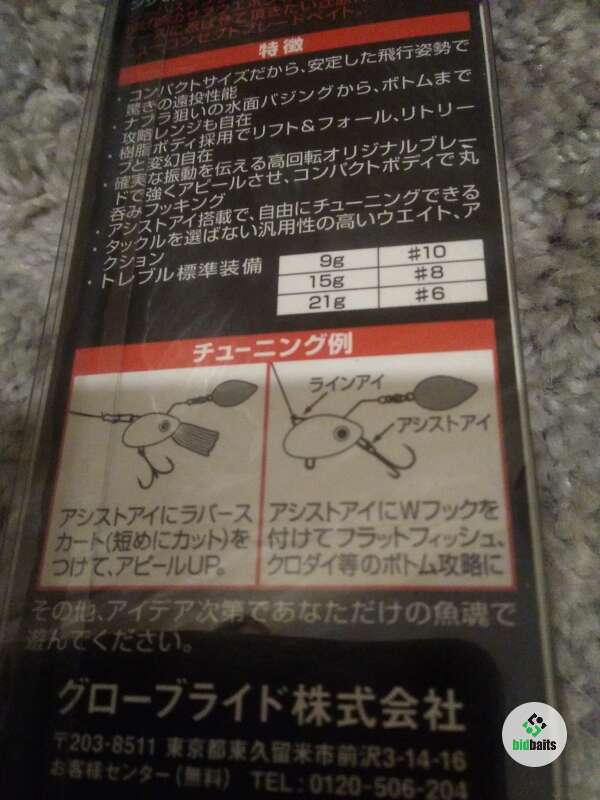 特徴
・コンパクトサイズだから、安定した飛行姿勢で
驚きの遠投性能
・ナブラ狙いの水面バジングから、ボトムまで
攻略レンジも自在
・樹脂ボディ採用でリフト＆フォール、リトリー
ブと変幻自在
・確実な振動を伝える高回転オリジナルブレー
ドで強くアピールさせ、コンパクトボディで丸
呑みフッキング
・アシストアイ搭載で、自由にチューニングできる
・タックルを選ばない汎用性の高いウエイト、ア
クション
・トレブル標準装備
9g #10
15g #8
21g #6
チューニング例
ラインアイ
アシストアイ
アシストアイにラバース
カート(短めにカット)を
つけて、アピールUP。
アシストアイにWフックを
付けてフラットフィッシュ、
クロダイ等のボトム攻略に
その他、アイデア次第であなただけの魚魂で
遊んでください。
グローブライド株式会社
〒203-8511 東京都東久留米市前沢3-14-16
お客様センター(無料) TEL:0120-506-204
bidbaits